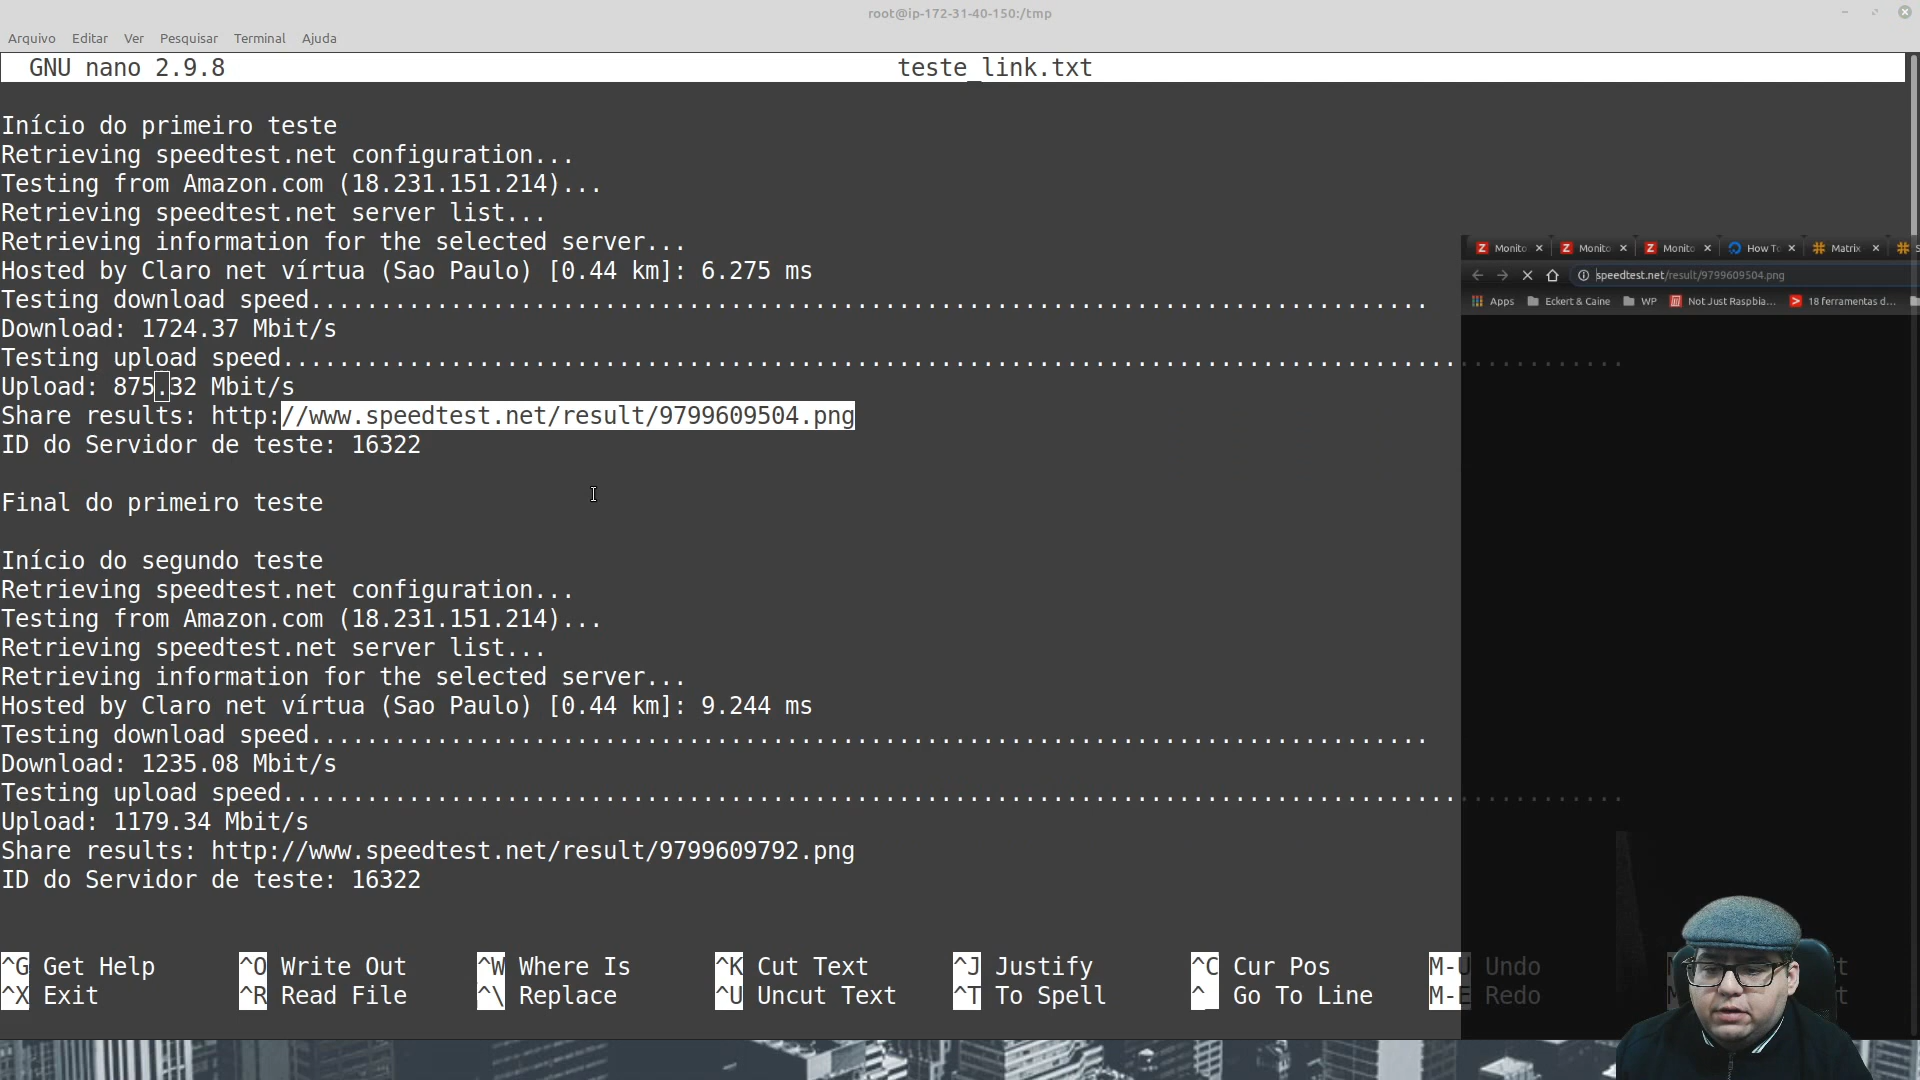 root@ip-172-31-40-150:/tmp
Arquivo Editar Ver Pesquisar Terminal Ajuda
GNU nano 2.9.8 teste_link.txt
Início do primeiro teste
Retrieving speedtest.net configuration...
Testing from Amazon.com (18.231.151.214)...
Retrieving speedtest.net server list...
Retrieving information for the selected server...
Hosted by Claro net vírtua (Sao Paulo) [0.44 km]: 6.275 ms
Testing download speed................................................................................
Download: 1724.37 Mbit/s
Testing upload speed................................................................................................
Upload: 875.32 Mbit/s
Share results: http://www.speedtest.net/result/9799609504.png
ID do Servidor de teste: 16322
Final do primeiro teste
Início do segundo teste
Retrieving speedtest.net configuration...
Testing from Amazon.com (18.231.151.214)...
Retrieving speedtest.net server list...
Retrieving information for the selected server...
Hosted by Claro net vírtua (Sao Paulo) [0.44 km]: 9.244 ms
Testing download speed................................................................................
Download: 1235.08 Mbit/s
Testing upload speed................................................................................................
Upload: 1179.34 Mbit/s
Share results: http://www.speedtest.net/result/9799609792.png
ID do Servidor de teste: 16322
^G Get Help ^O Write Out ^W Where Is ^K Cut Text ^J Justify ^C Cur Pos M-U Undo
^X Exit ^R Read File ^\ Replace ^U Uncut Text ^T To Spell ^_ Go To Line M-E Redo
Monito Monito Monito How To Matrix
speedtest.net/result/9799609504.png
Apps Eckert & Caine WP Not Just Raspbia... 18 ferramentas d...